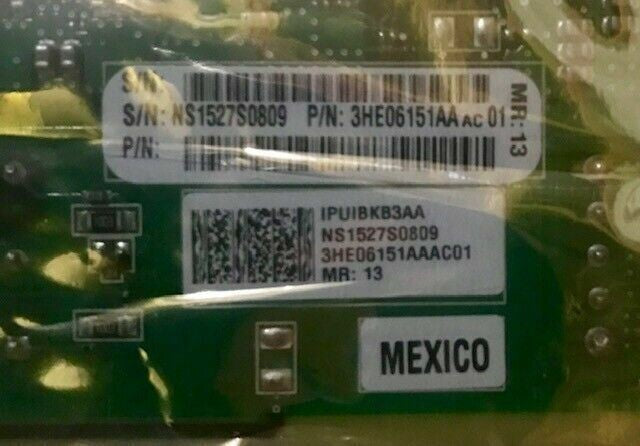 S/N:
S/N: NS1527S0809 P/N: 3HE06151AA AC 01
P/N:
MR: 13
IPUIBKB3AA
NS1527S0809
3HE06151AAAC01
MR: 13
MEXICO